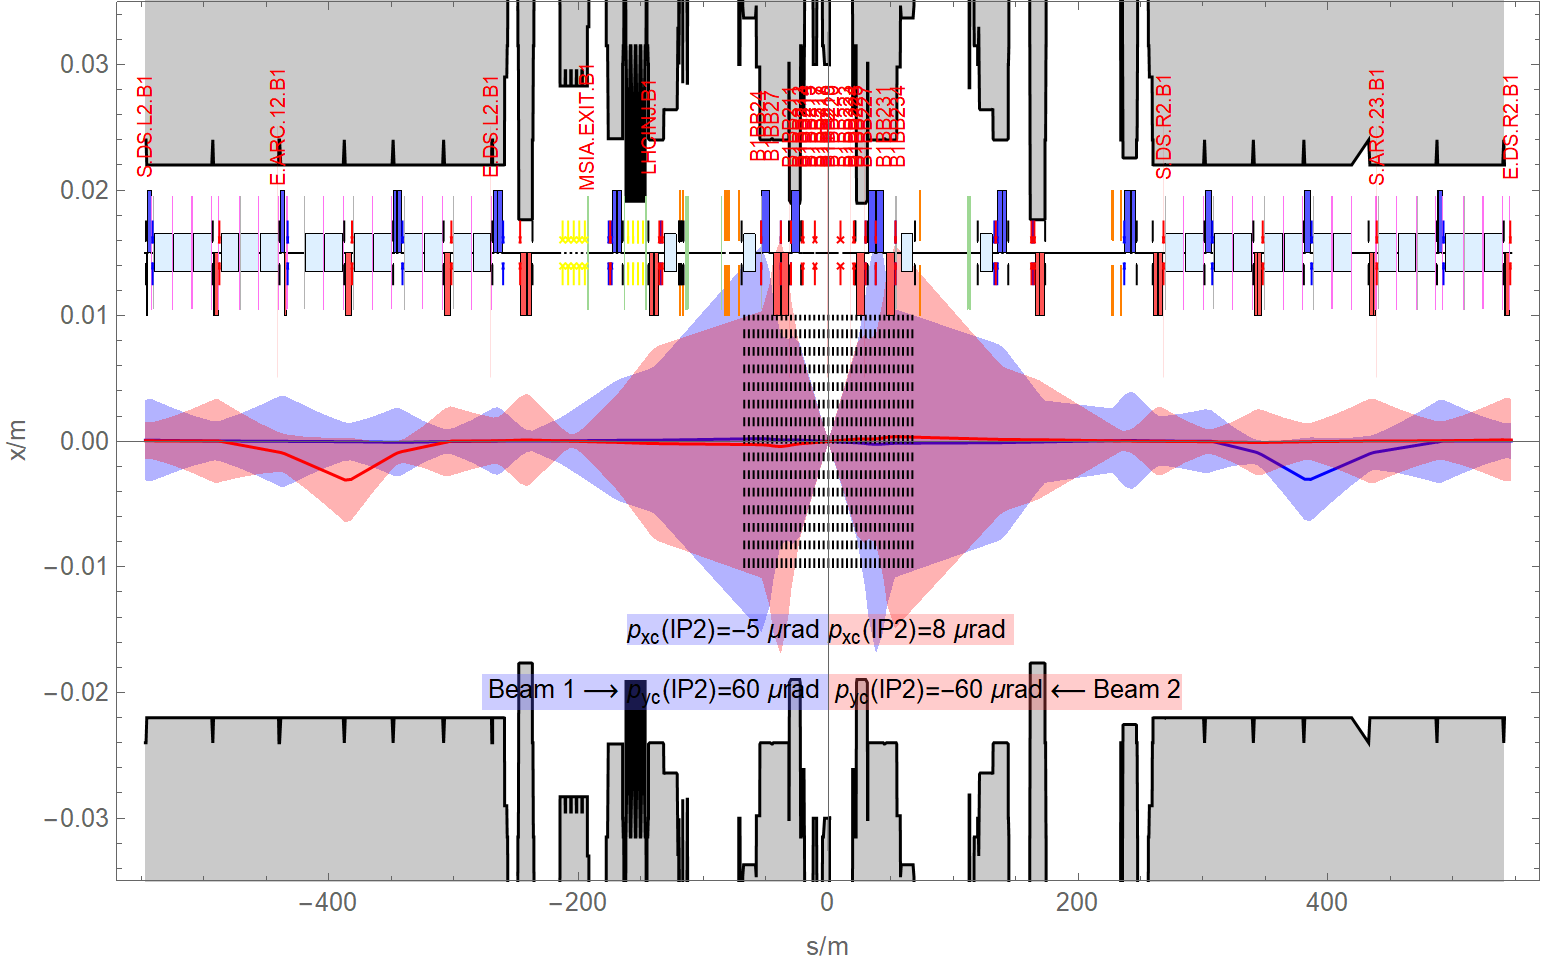 0.03
0.02
0.01
0.00
−0.01
−0.02
−0.03
x/m
S.DS.L2.B1
E.ARC.12.B1
E.DS.L2.B1
MSIA.EXIT.B1
LHCINJ.B1
S.DS.R2.B1
S.ARC.23.B1
E.DS.R2.B1
pxc(IP2)=−5 μrad pxc(IP2)=8 μrad
Beam 1 ⟶ pyc(IP2)=60 μrad pyc(IP2)=−60 μrad ⟵ Beam 2
−400 −200 0 200 400
s/m